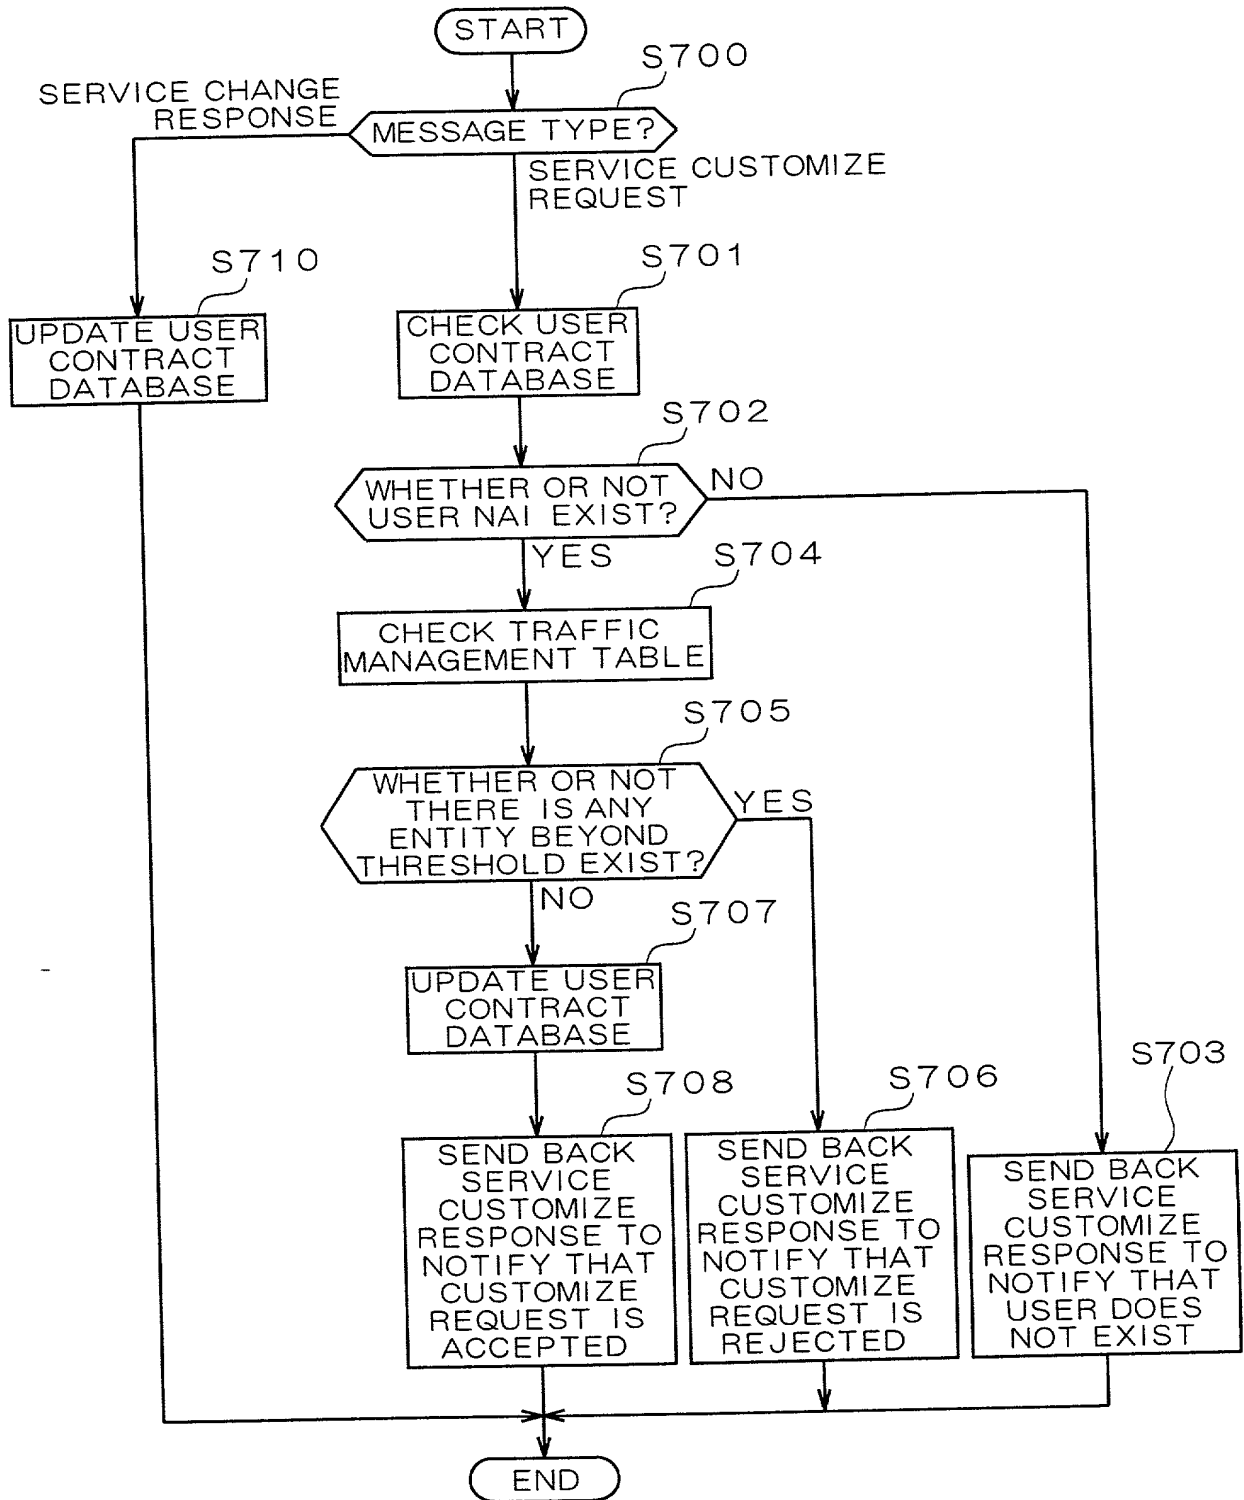 START
S700
SERVICE CHANGE
RESPONSE
MESSAGE TYPE?
SERVICE CUSTOMIZE
REQUEST
S710
S701
UPDATE USER
CONTRACT
DATABASE
CHECK USER
CONTRACT
DATABASE
S702
WHETHER OR NOT
USER NAI EXIST?
NO
YES
S704
CHECK TRAFFIC
MANAGEMENT TABLE
S705
WHETHER OR NOT
THERE IS ANY
ENTITY BEYOND
THRESHOLD EXIST?
YES
NO
S707
UPDATE USER
CONTRACT
DATABASE
S708
S706
S703
SEND BACK
SERVICE
CUSTOMIZE
RESPONSE TO
NOTIFY THAT
CUSTOMIZE
REQUEST IS
ACCEPTED
SEND BACK
SERVICE
CUSTOMIZE
RESPONSE TO
NOTIFY THAT
CUSTOMIZE
REQUEST IS
REJECTED
SEND BACK
SERVICE
CUSTOMIZE
RESPONSE TO
NOTIFY THAT
USER DOES
NOT EXIST
END